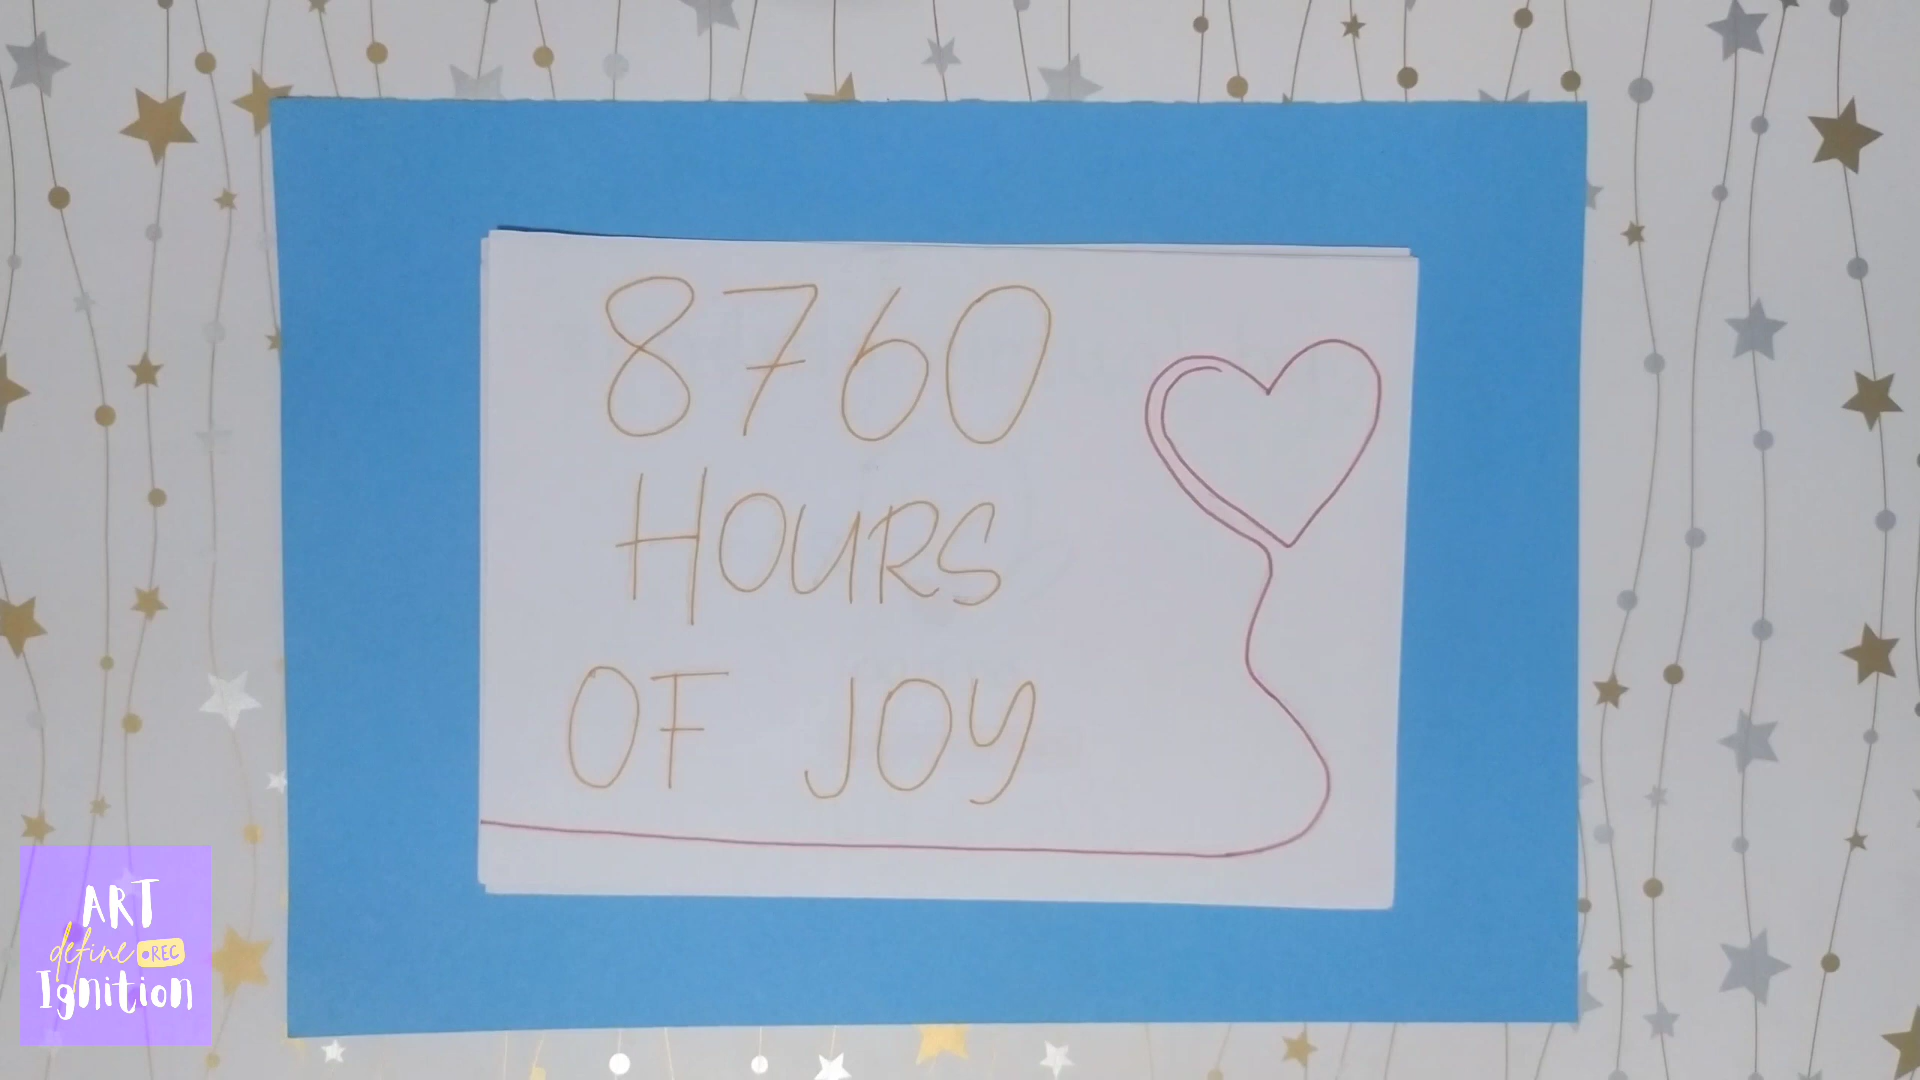 8760
HOURS
OF JOY
ART
define •REC
Ignition